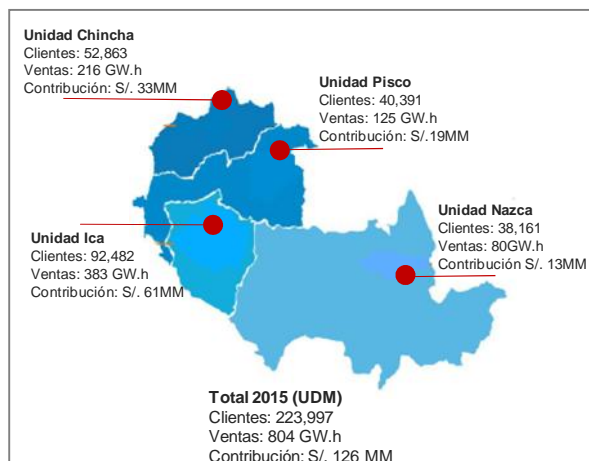 Unidad Chincha
Clientes: 52,863
Ventas: 216 GW.h
Contribución: S/. 33MM
Unidad Pisco
Clientes: 40,391
Ventas: 125 GW.h
Contribución: S/.19MM
Unidad Ica
Clientes: 92,482
Ventas: 383 GW.h
Contribución: S/. 61MM
Unidad Nazca
Clientes: 38,161
Ventas: 80GW.h
Contribución S/. 13MM
Total 2015 (UDM)
Clientes: 223,997
Ventas: 804 GW.h
Contribución: S/. 126 MM